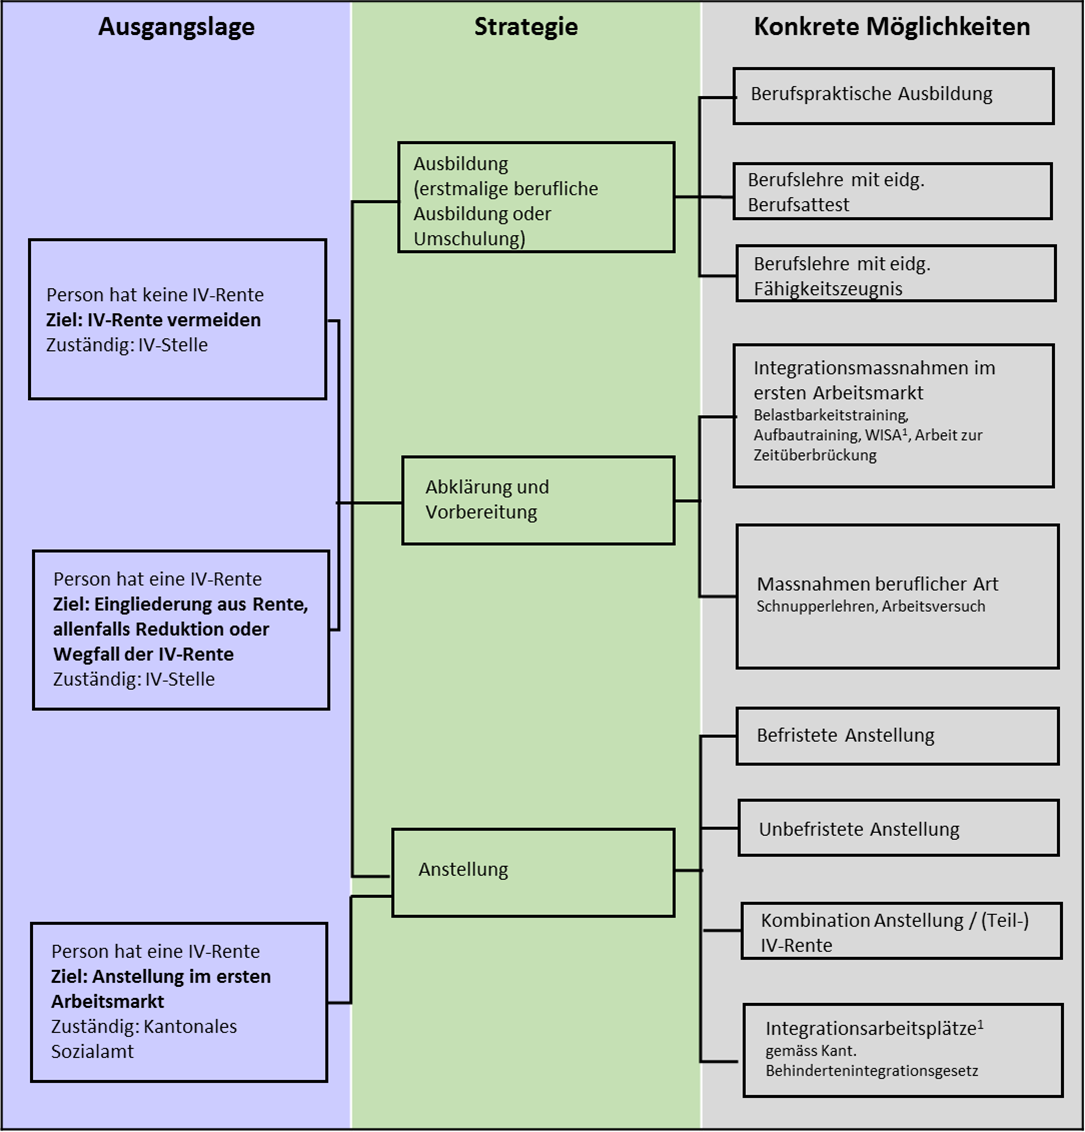 Ausgangslage
Strategie
Konkrete Möglichkeiten
Person hat keine IV-Rente
Ziel: IV-Rente vermeiden
Zuständig: IV-Stelle
Person hat eine IV-Rente
Ziel: Eingliederung aus Rente,
allenfalls Reduktion oder
Wegfall der IV-Rente
Zuständig: IV-Stelle
Person hat eine IV-Rente
Ziel: Anstellung im ersten
Arbeitsmarkt
Zuständig: Kantonales
Sozialamt
Ausbildung
(erstmalige berufliche
Ausbildung oder
Umschulung)
Abklärung und
Vorbereitung
Anstellung
Berufspraktische Ausbildung
Berufslehre mit eidg.
Berufsattest
Berufslehre mit eidg.
Fähigkeitszeugnis
Integrationsmassnahmen im
ersten Arbeitsmarkt
Belastbarkeitstraining,
Aufbautraining, WISA¹, Arbeit zur
Zeitüberbrückung
Massnahmen beruflicher Art
Schnupperlehren, Arbeitsversuch
Befristete Anstellung
Unbefristete Anstellung
Kombination Anstellung / (Teil-)
IV-Rente
Integrationsarbeitsplätze¹
gemäss Kant.
Behindertenintegrationsgesetz